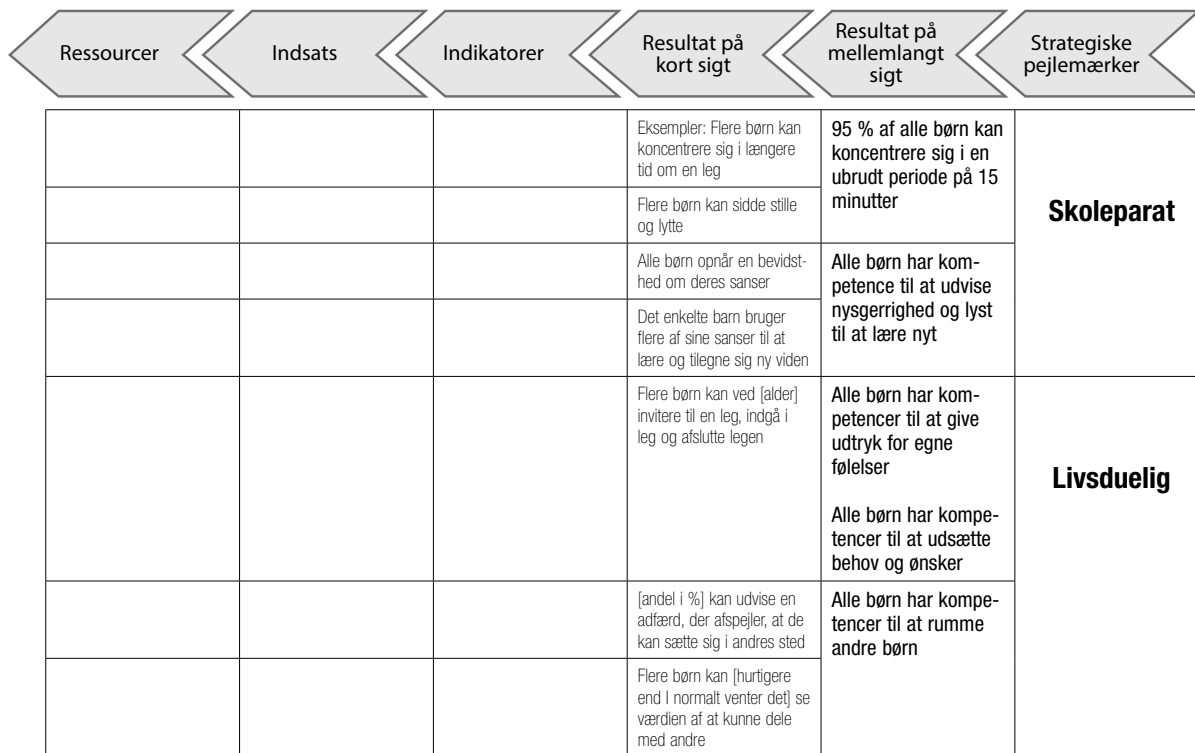 Ressourcer
Indsats
Indikatorer
Resultat på
kort sigt
Resultat på
mellemlangt
sigt
Strategiske
pejlemærker
Eksempler: Flere børn kan
koncentrere sig i længere
tid om en leg
95 % af alle børn kan
koncentrere sig i en
ubrudt periode på 15
minutter
Skoleparat
Flere børn kan sidde stille
og lytte
Alle børn opnår en bevidst-
hed om deres sanser
Alle børn har kom-
petence til at udvise
nysgerrighed og lyst
til at lære nyt
Det enkelte barn bruger
flere af sine sanser til at
lære og tilegne sig ny viden
Flere børn kan ved [alder]
invitere til en leg, indgå i
leg og afslutte legen
Alle børn har kom-
petencer til at give
udtryk for egne
følelser
Alle børn har kompe-
tencer til at udsætte
behov og ønsker
Livsduelig
[andel i %] kan udvise en
adfærd, der afspejler, at de
kan sætte sig i andres sted
Alle børn har kompe-
tencer til at rumme
andre børn
Flere børn kan [hurtigere
end I normalt venter det] se
værdien af at kunne dele
med andre